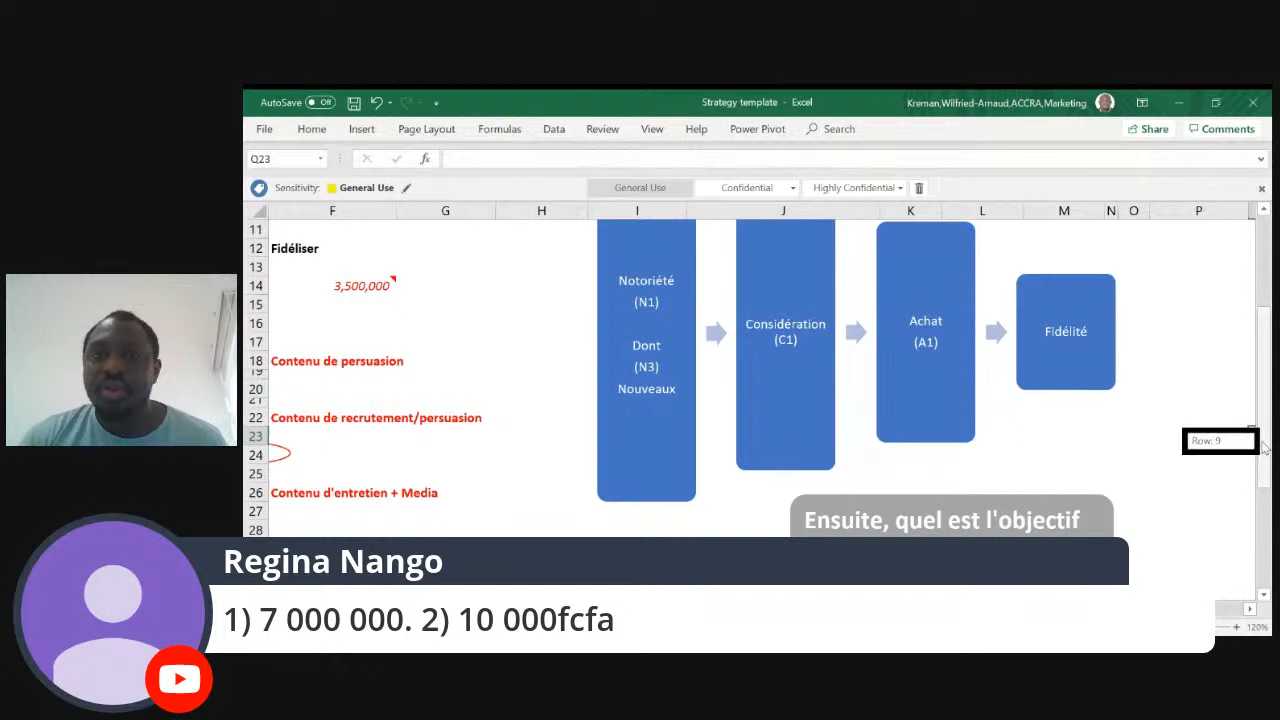 AutoSave Off
Strategy template - Excel
Kreman,Wilfried-Arnaud,ACCRA,Marketing
File Home Insert Page Layout Formulas Data Review View Help Power Pivot Search
Share Comments
Q23
fx
Sensitivity: General Use
General Use Confidential Highly Confidential
F G H I J K L M N O P
11
12 Fidéliser
13
14 3,500,000
15
16
17
18 Contenu de persuasion
19
20
21
22 Contenu de recrutement/persuasion
23
24
25
26 Contenu d'entretien + Media
27
28
Notoriété
(N1)
Dont
(N3)
Nouveaux
Considération
(C1)
Achat
(A1)
Fidélité
Row: 9
Ensuite, quel est l'objectif
120%
Regina Nango
1) 7 000 000. 2) 10 000fcfa